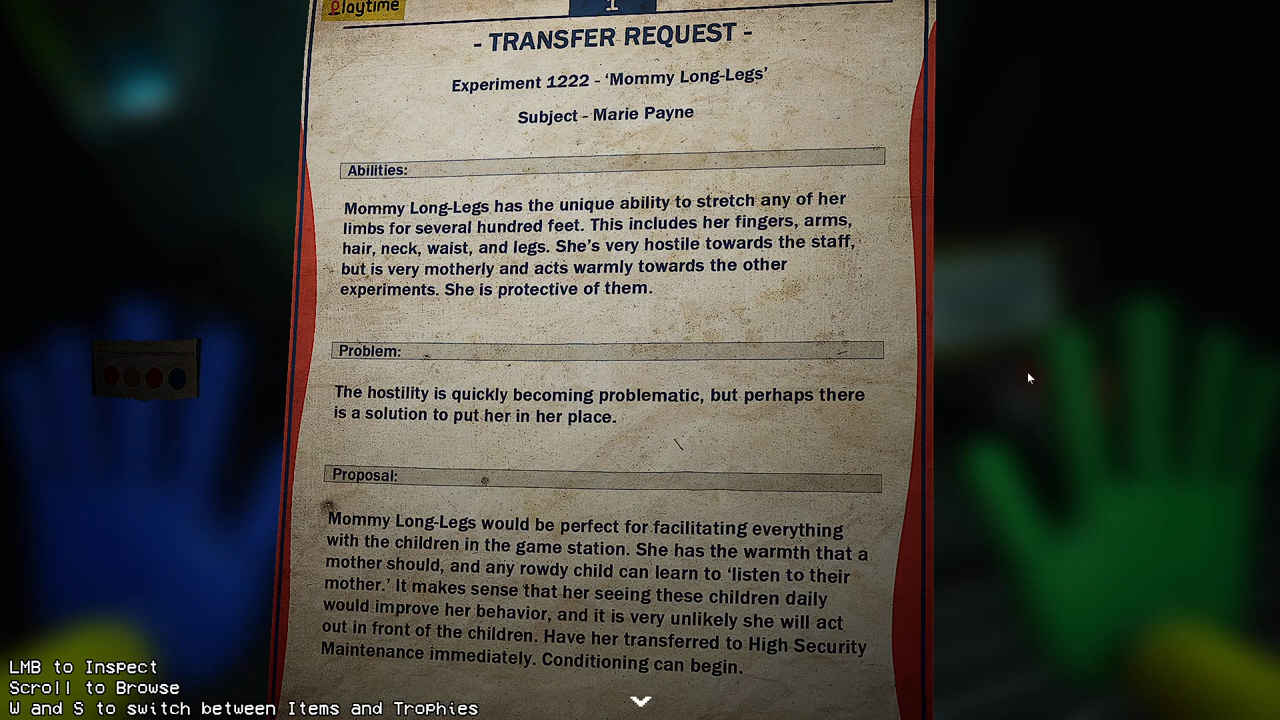 Playtime
1
- TRANSFER REQUEST -
Experiment 1222 - ‘Mommy Long-Legs’
Subject - Marie Payne
Abilities:
Mommy Long-Legs has the unique ability to stretch any of her
limbs for several hundred feet. This includes her fingers, arms,
hair, neck, waist, and legs. She’s very hostile towards the staff,
but is very motherly and acts warmly towards the other
experiments. She is protective of them.
Problem:
The hostility is quickly becoming problematic, but perhaps there
is a solution to put her in her place.
Proposal:
Mommy Long-Legs would be perfect for facilitating everything
with the children in the game station. She has the warmth that a
mother should, and any rowdy child can learn to ‘listen to their
mother.’ It makes sense that her seeing these children daily
would improve her behavior, and it is very unlikely she will act
out in front of the children. Have her transferred to High Security
Maintenance immediately. Conditioning can begin.
LMB to Inspect
Scroll to Browse
W and S to switch between Items and Trophies